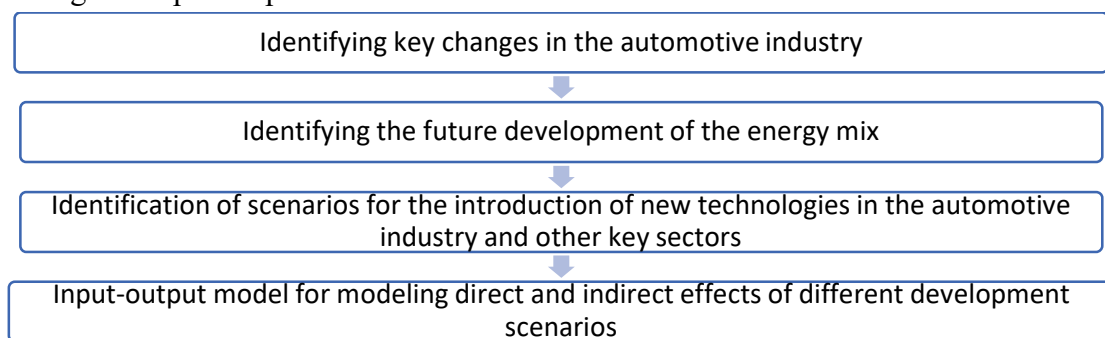 Identifying key changes in the automotive industry
Identifying the future development of the energy mix
Identification of scenarios for the introduction of new technologies in the automotive
industry and other key sectors
Input-output model for modeling direct and indirect effects of different development
scenarios